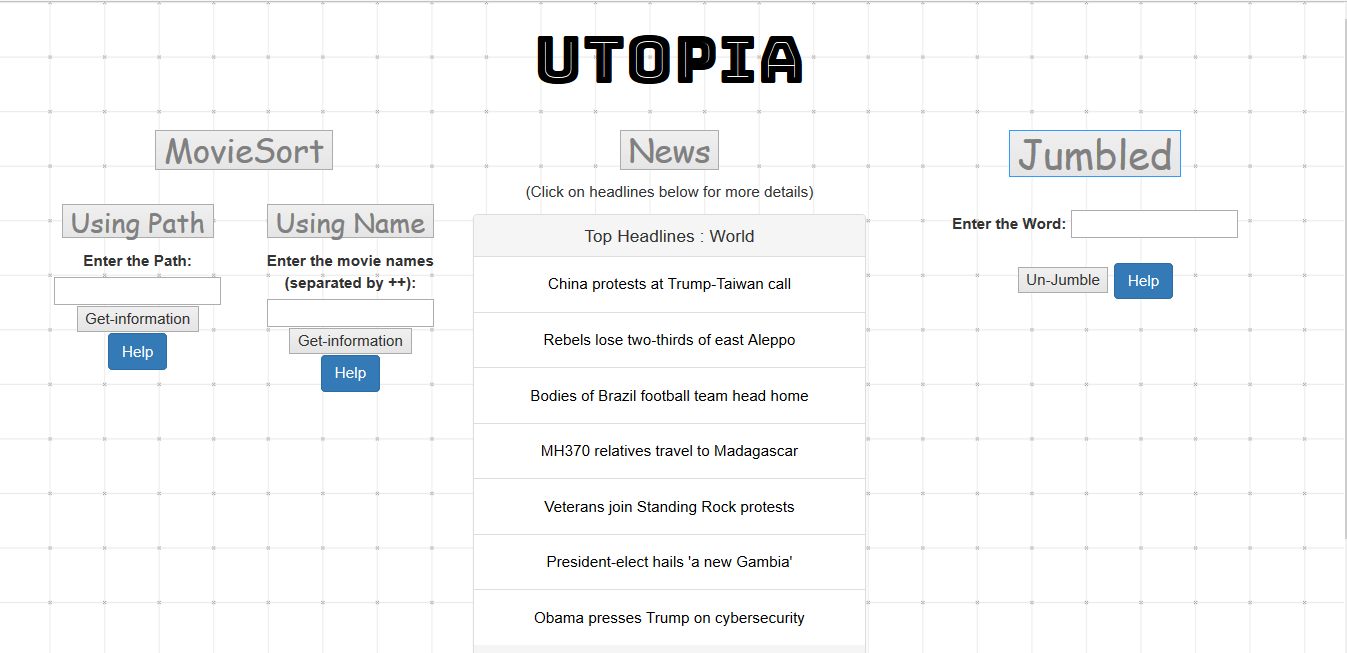 UTOPIA
MovieSort
Using Path
Enter the Path:
Get-information
Help
Using Name
Enter the movie names
(separated by ++):
Get-information
Help
News
(Click on headlines below for more details)
Top Headlines : World
China protests at Trump-Taiwan call
Rebels lose two-thirds of east Aleppo
Bodies of Brazil football team head home
MH370 relatives travel to Madagascar
Veterans join Standing Rock protests
President-elect hails 'a new Gambia'
Obama presses Trump on cybersecurity
Jumbled
Enter the Word:
Un-Jumble Help